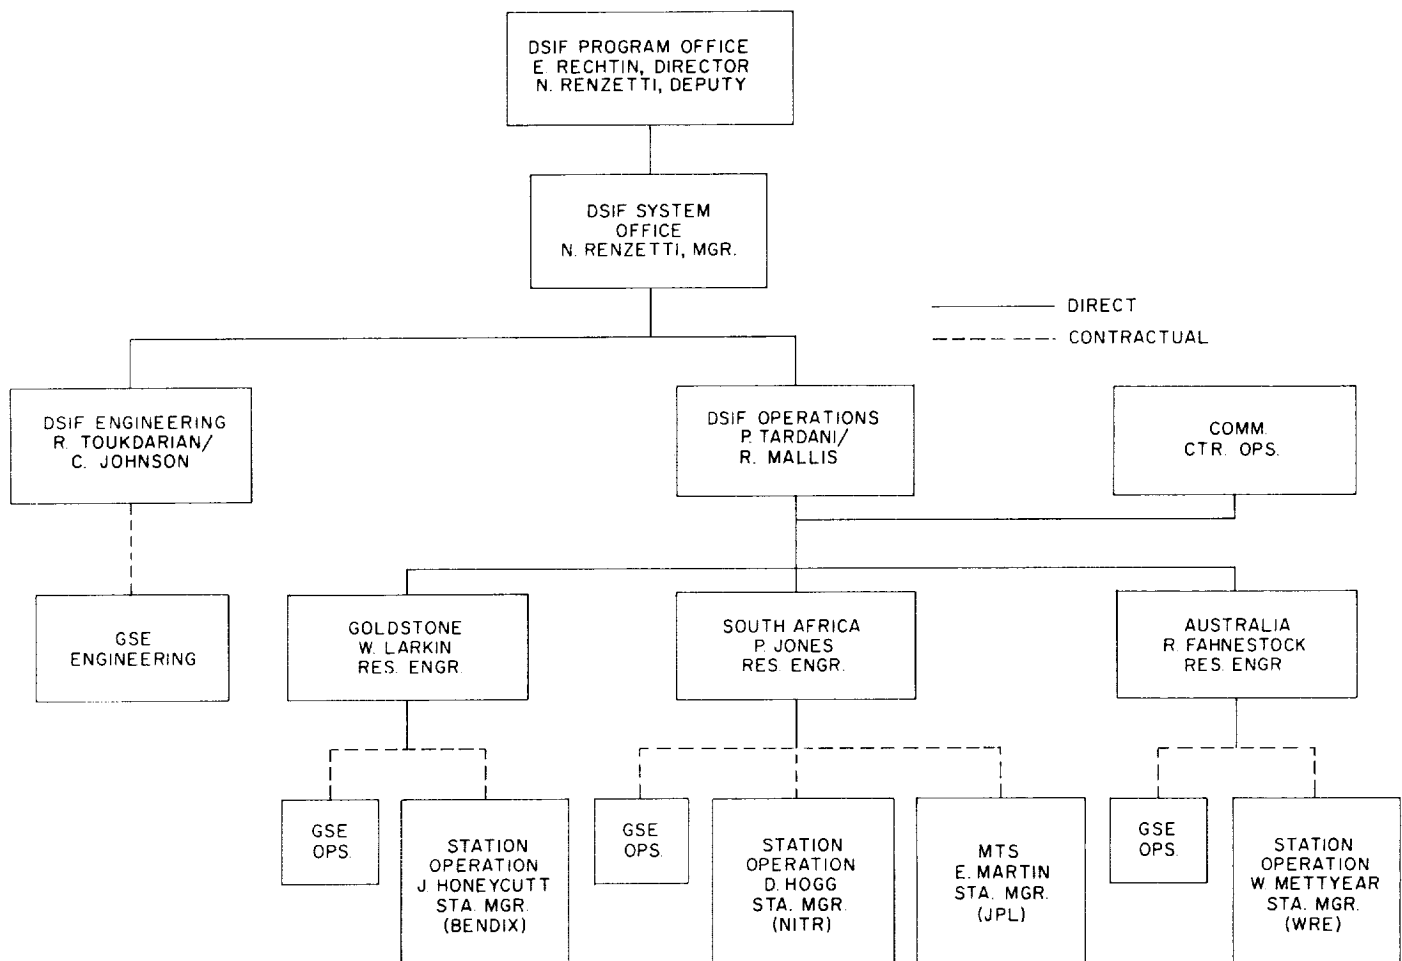 DSIF PROGRAM OFFICE
E. RECHTIN, DIRECTOR
N. RENZETTI, DEPUTY
DSIF SYSTEM
OFFICE
N. RENZETTI, MGR.
DIRECT
CONTRACTUAL
DSIF ENGINEERING
R. TOUKDARIAN/
C. JOHNSON
DSIF OPERATIONS
P. TARDANI/
R. MALLIS
COMM.
CTR. OPS.
GSE
ENGINEERING
GOLDSTONE
W. LARKIN
RES. ENGR.
SOUTH AFRICA
P. JONES
RES. ENGR.
AUSTRALIA
R. FAHNESTOCK
RES. ENGR
GSE
OPS.
STATION
OPERATION
J. HONEYCUTT
STA. MGR.
(BENDIX)
GSE
OPS.
STATION
OPERATION
D. HOGG
STA. MGR.
(NITR)
MTS
E. MARTIN
STA. MGR.
(JPL)
GSE
OPS.
STATION
OPERATION
W. METTYEAR
STA. MGR.
(WRE)